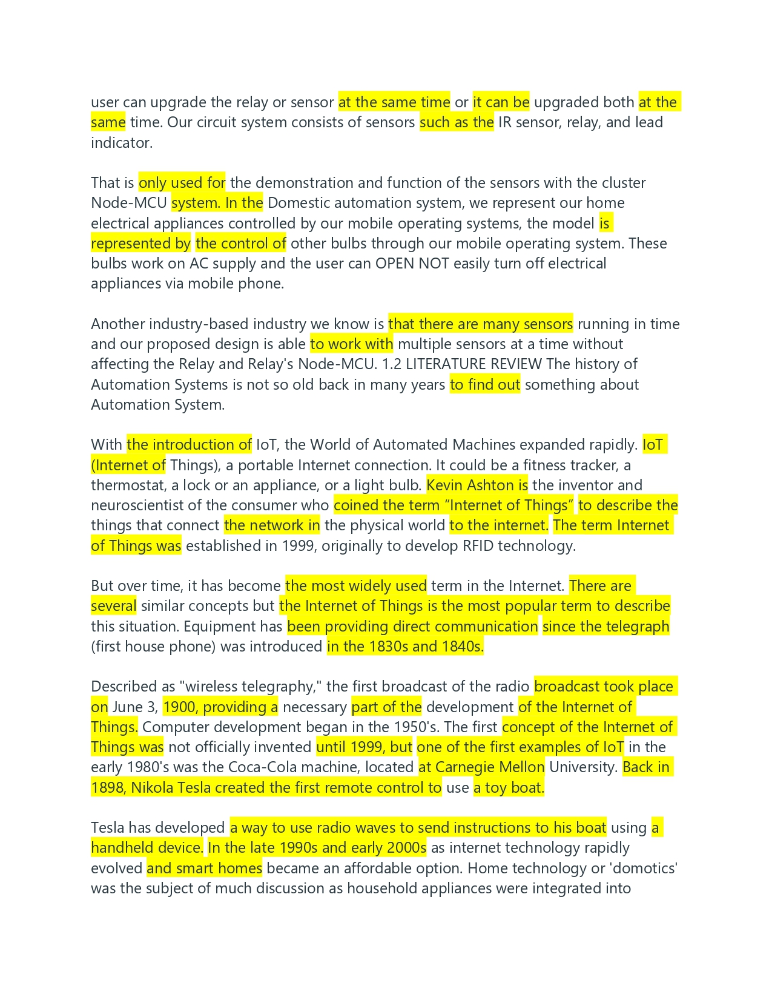 user can upgrade the relay or sensor at the same time or it can be upgraded both at the
same time. Our circuit system consists of sensors such as the IR sensor, relay, and lead
indicator.
That is only used for the demonstration and function of the sensors with the cluster
Node-MCU system. In the Domestic automation system, we represent our home
electrical appliances controlled by our mobile operating systems, the model is
represented by the control of other bulbs through our mobile operating system. These
bulbs work on AC supply and the user can OPEN NOT easily turn off electrical
appliances via mobile phone.
Another industry-based industry we know is that there are many sensors running in time
and our proposed design is able to work with multiple sensors at a time without
affecting the Relay and Relay's Node-MCU. 1.2 LITERATURE REVIEW The history of
Automation Systems is not so old back in many years to find out something about
Automation System.
With the introduction of IoT, the World of Automated Machines expanded rapidly. IoT
(Internet of Things), a portable Internet connection. It could be a fitness tracker, a
thermostat, a lock or an appliance, or a light bulb. Kevin Ashton is the inventor and
neuroscientist of the consumer who coined the term “Internet of Things” to describe the
things that connect the network in the physical world to the internet. The term Internet
of Things was established in 1999, originally to develop RFID technology.
But over time, it has become the most widely used term in the Internet. There are
several similar concepts but the Internet of Things is the most popular term to describe
this situation. Equipment has been providing direct communication since the telegraph
(first house phone) was introduced in the 1830s and 1840s.
Described as "wireless telegraphy," the first broadcast of the radio broadcast took place
on June 3, 1900, providing a necessary part of the development of the Internet of
Things. Computer development began in the 1950's. The first concept of the Internet of
Things was not officially invented until 1999, but one of the first examples of IoT in the
early 1980's was the Coca-Cola machine, located at Carnegie Mellon University. Back in
1898, Nikola Tesla created the first remote control to use a toy boat.
Tesla has developed a way to use radio waves to send instructions to his boat using a
handheld device. In the late 1990s and early 2000s as internet technology rapidly
evolved and smart homes became an affordable option. Home technology or 'domotics'
was the subject of much discussion as household appliances were integrated into